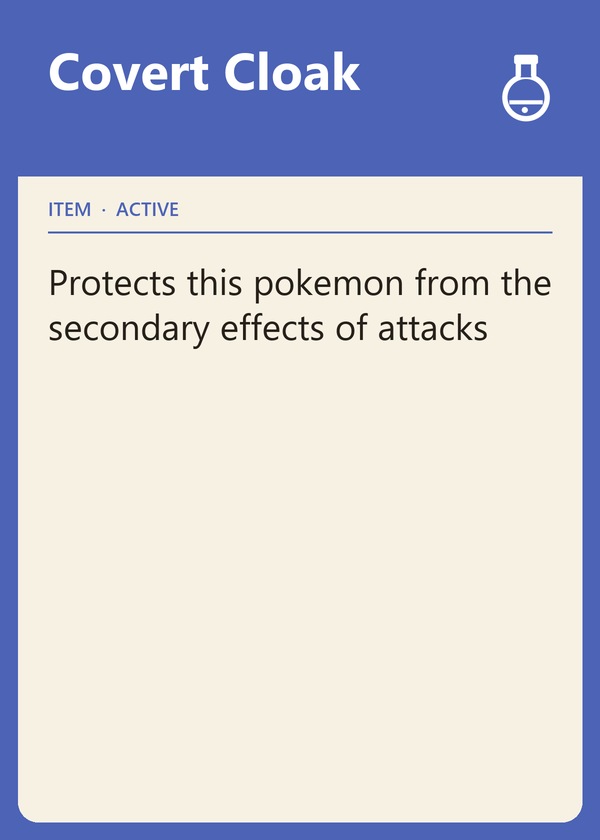 Covert Cloak
ITEM · ACTIVE
Protects this pokemon from the
secondary effects of attacks